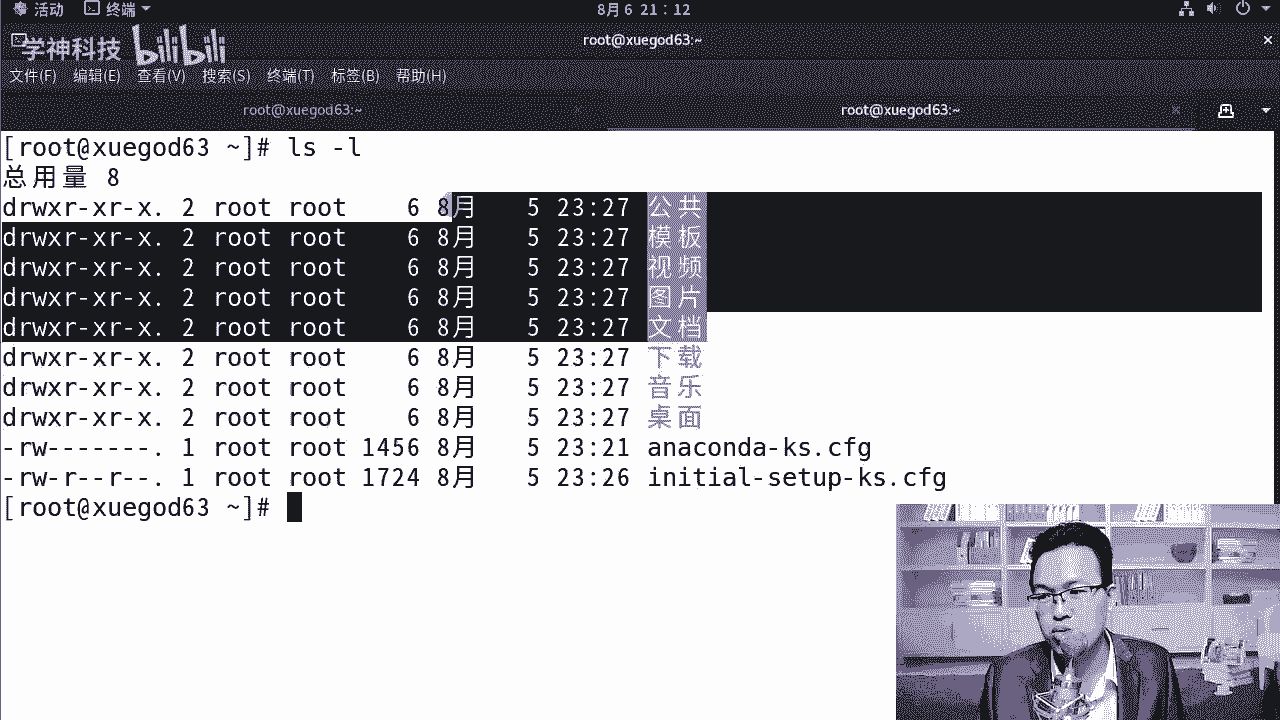 活动 终端 8月 6 21：12
学神科技 bilibili
root@xuegod63:~
文件(F) 编辑(E) 查看(V) 搜索(S) 终端(T) 标签(B) 帮助(H)
root@xuegod63:~ root@xuegod63:~
[root@xuegod63 ~]# ls -l
总用量 8
drwxr-xr-x. 2 root root    6 8月   5 23:27 公共
drwxr-xr-x. 2 root root    6 8月   5 23:27 模板
drwxr-xr-x. 2 root root    6 8月   5 23:27 视频
drwxr-xr-x. 2 root root    6 8月   5 23:27 图片
drwxr-xr-x. 2 root root    6 8月   5 23:27 文档
drwxr-xr-x. 2 root root    6 8月   5 23:27 下载
drwxr-xr-x. 2 root root    6 8月   5 23:27 音乐
drwxr-xr-x. 2 root root    6 8月   5 23:27 桌面
-rw-------. 1 root root 1456 8月   5 23:21 anaconda-ks.cfg
-rw-r--r--. 1 root root 1724 8月   5 23:26 initial-setup-ks.cfg
[root@xuegod63 ~]#